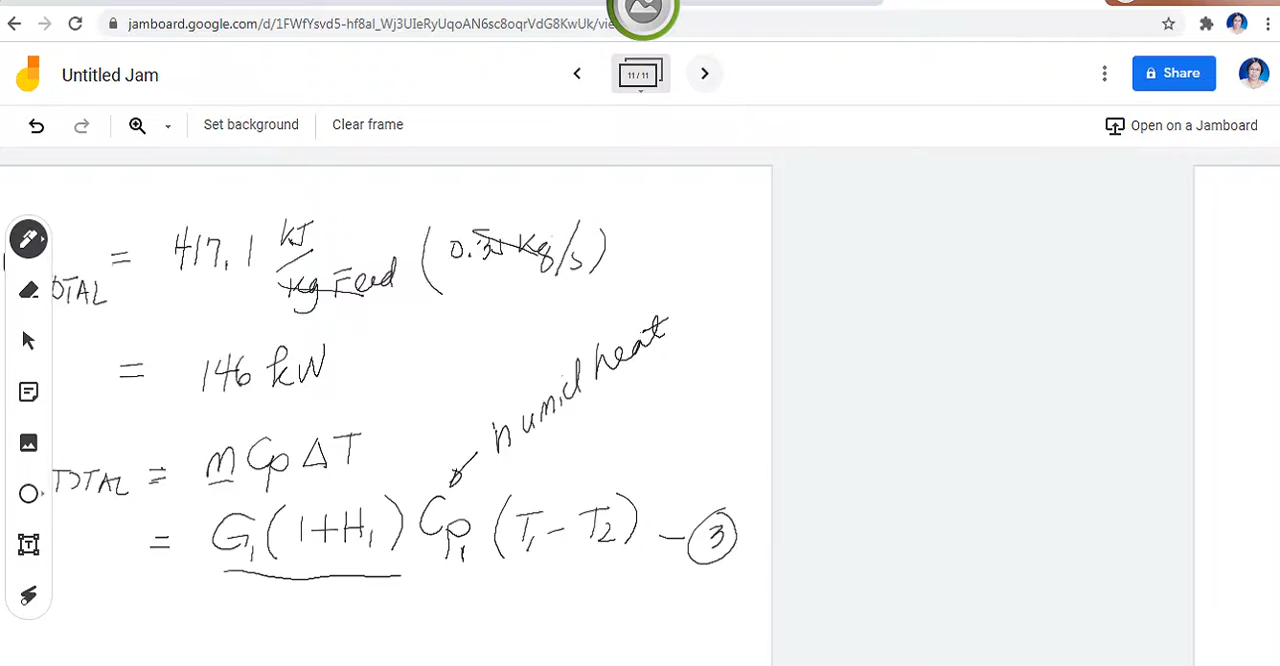 jamboard.google.com/d/1FWfYsvd5-hf8al_Wj3UIeRyUqoAN6sc8oqrVdG8KwUk/vie
Untitled Jam
11 / 11
Share
Set background
Clear frame
Open on a Jamboard
OTAL = 417.1 kJ/kg Feed (0.35 kg/s)
= 146 kW
humid heat
TOTAL = m Cp ΔT
= G1 (1+H1) Cp1 (T1 - T2) - ③